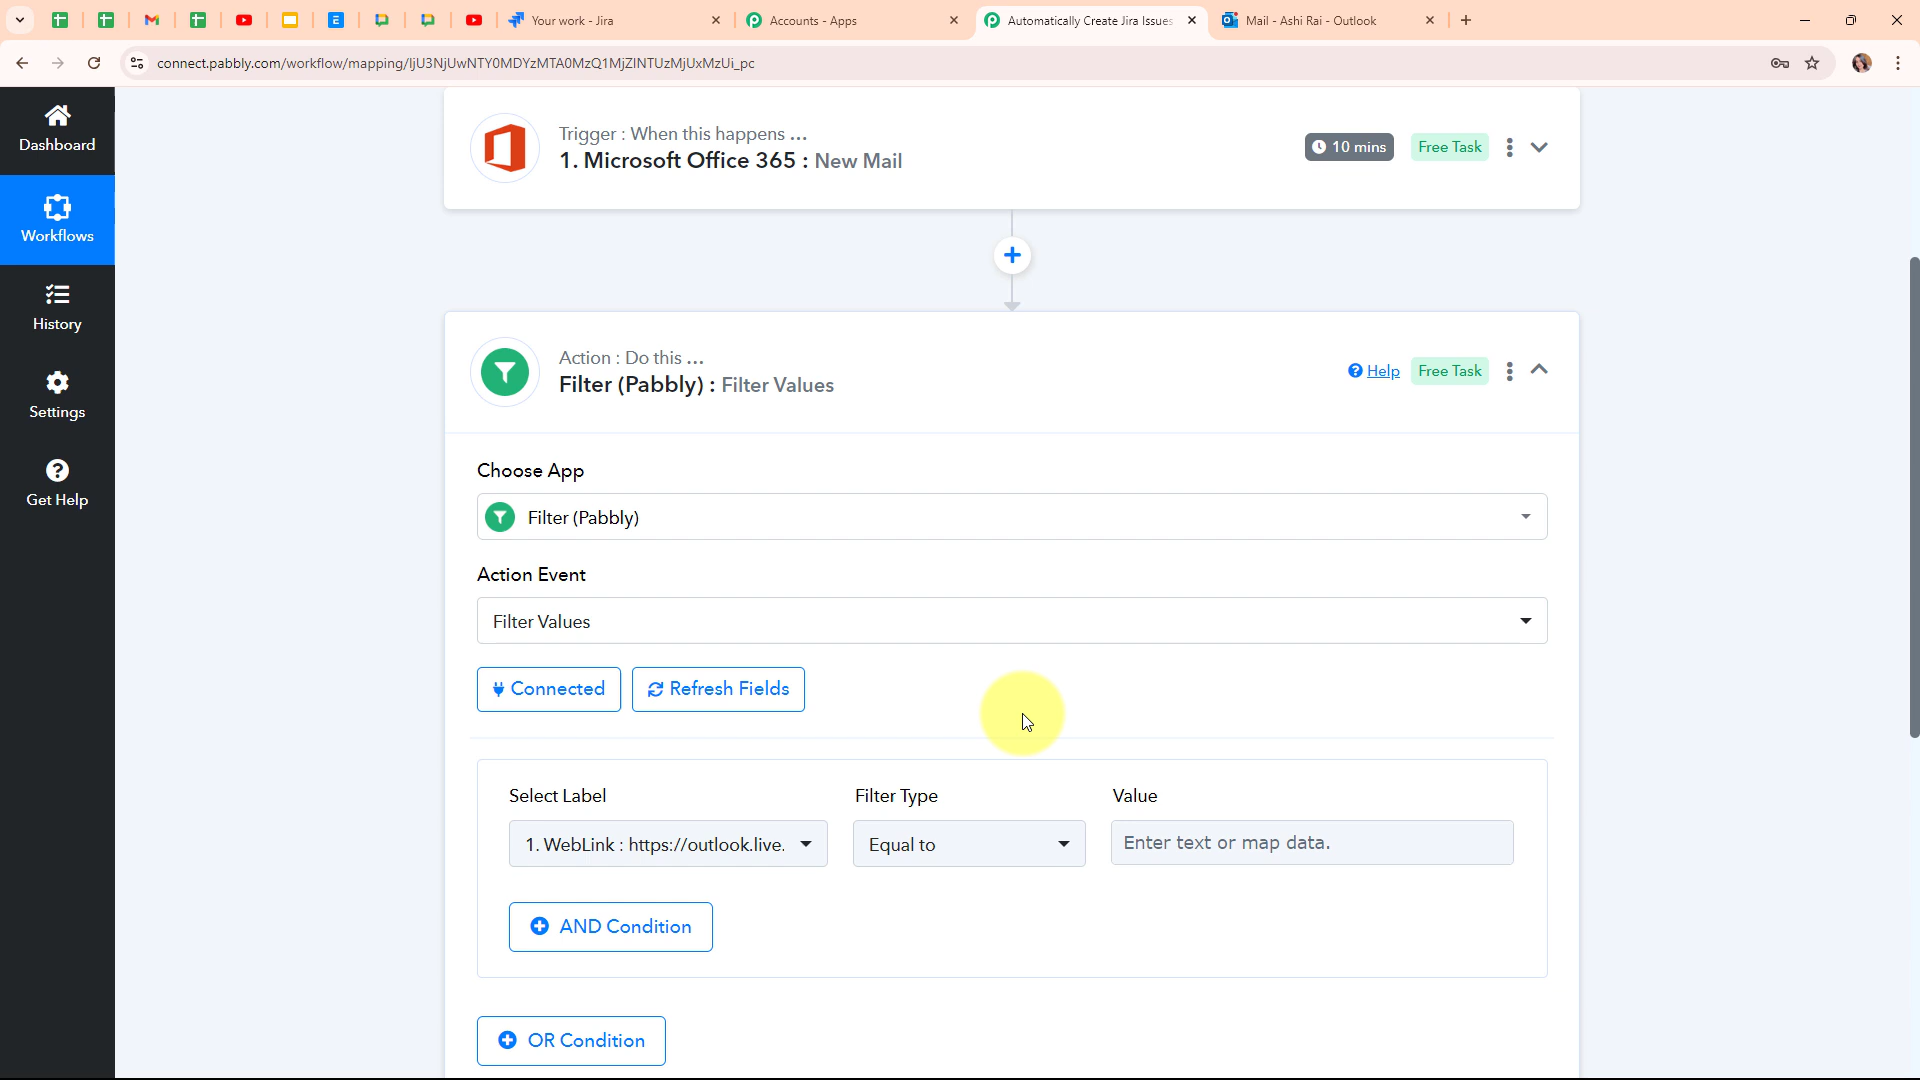 Your work - Jira
Accounts - Apps
Automatically Create Jira Issues
Mail - Ashi Rai - Outlook
connect.pabbly.com/workflow/mapping/IjU3NjUwNTY0MDYzMTA0MzQ1MjZlNTUzMjUxMzUi_pc
Dashboard
Workflows
History
Settings
Get Help
Trigger : When this happens ...
1. Microsoft Office 365 : New Mail
10 mins
Free Task
Action : Do this ...
Filter (Pabbly) : Filter Values
Help
Free Task
Choose App
Filter (Pabbly)
Action Event
Filter Values
Connected
Refresh Fields
Select Label
Filter Type
Value
1. WebLink : https://outlook.live.
Equal to
Enter text or map data.
AND Condition
OR Condition